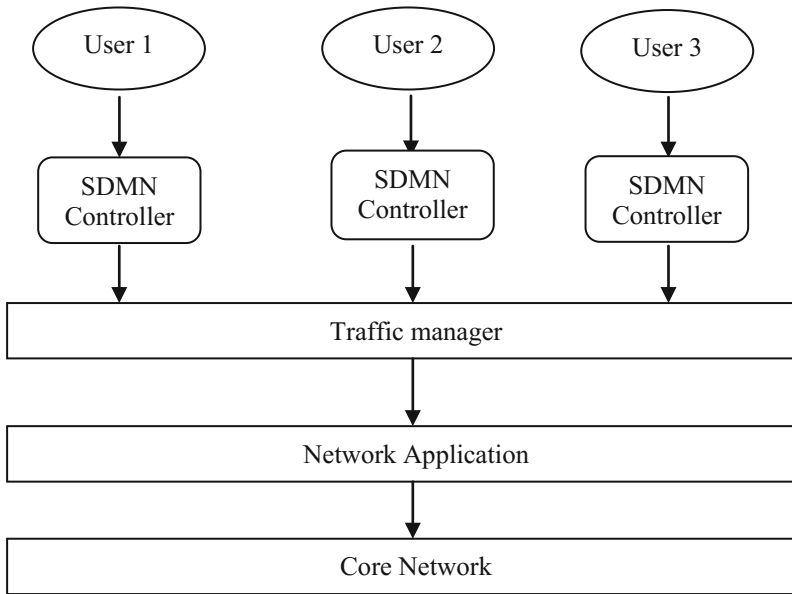 User 1
User 2
User 3
SDMN
Controller
SDMN
Controller
SDMN
Controller
Traffic manager
Network Application
Core Network